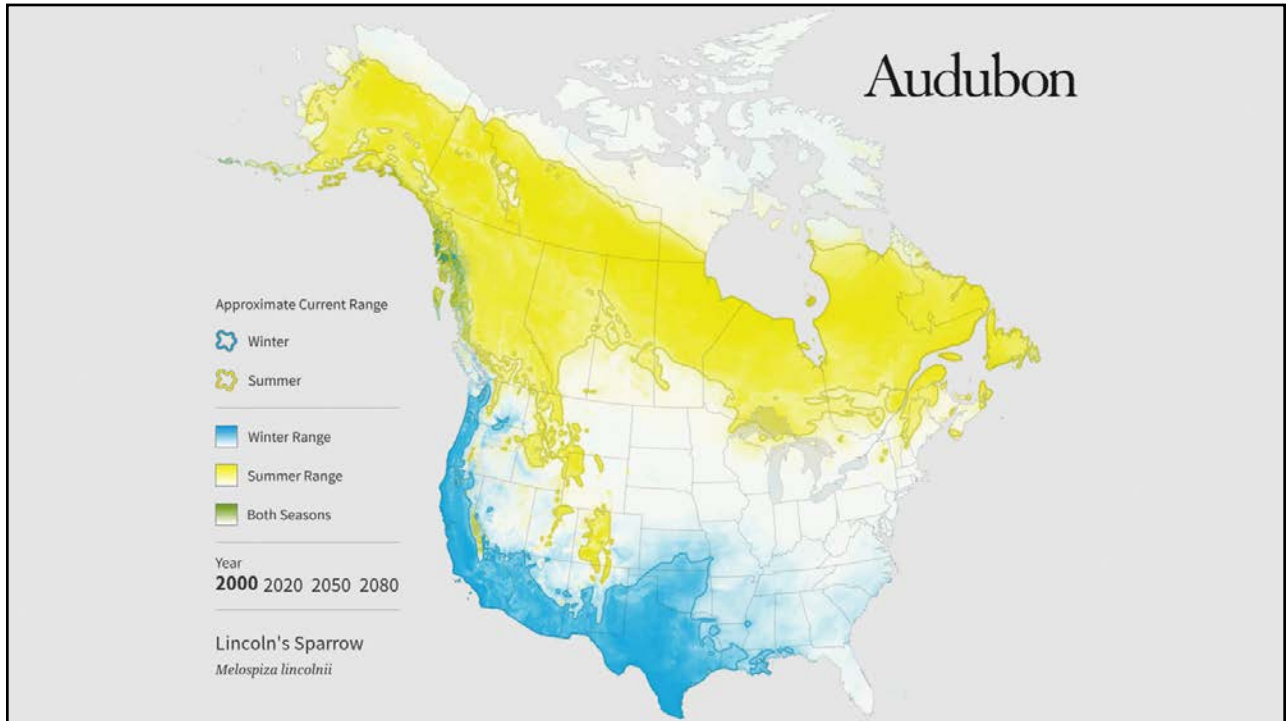 Audubon
Approximate Current Range
Winter
Summer
Winter Range
Summer Range
Both Seasons
Year
2000 2020 2050 2080
Lincoln's Sparrow
Melospiza lincolnii